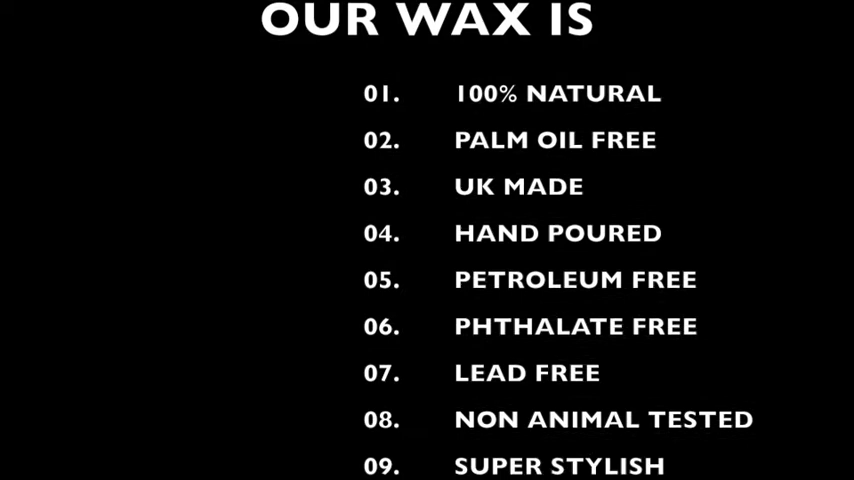 OUR WAX IS
01. 100% NATURAL
02. PALM OIL FREE
03. UK MADE
04. HAND POURED
05. PETROLEUM FREE
06. PHTHALATE FREE
07. LEAD FREE
08. NON ANIMAL TESTED
09. SUPER STYLISH